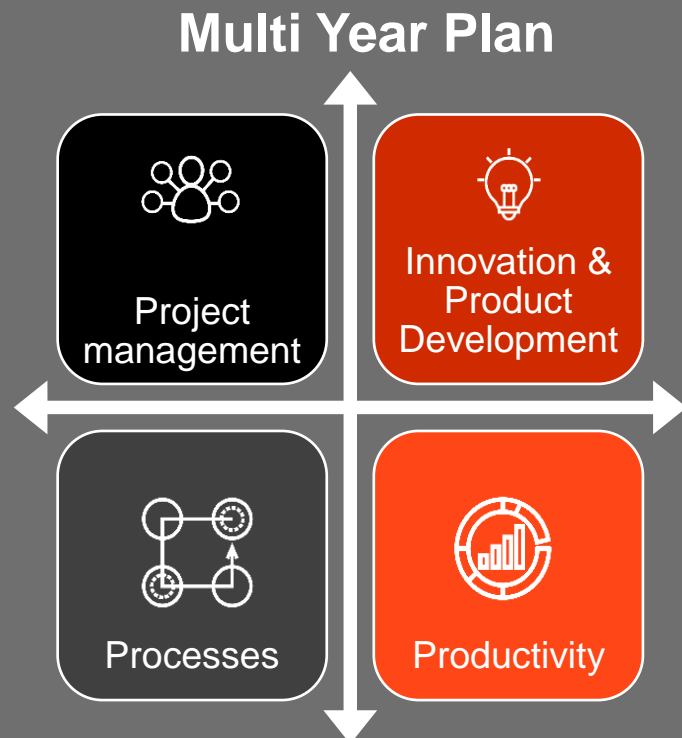 Multi Year Plan
Project
management
Innovation &
Product
Development
Processes
Productivity